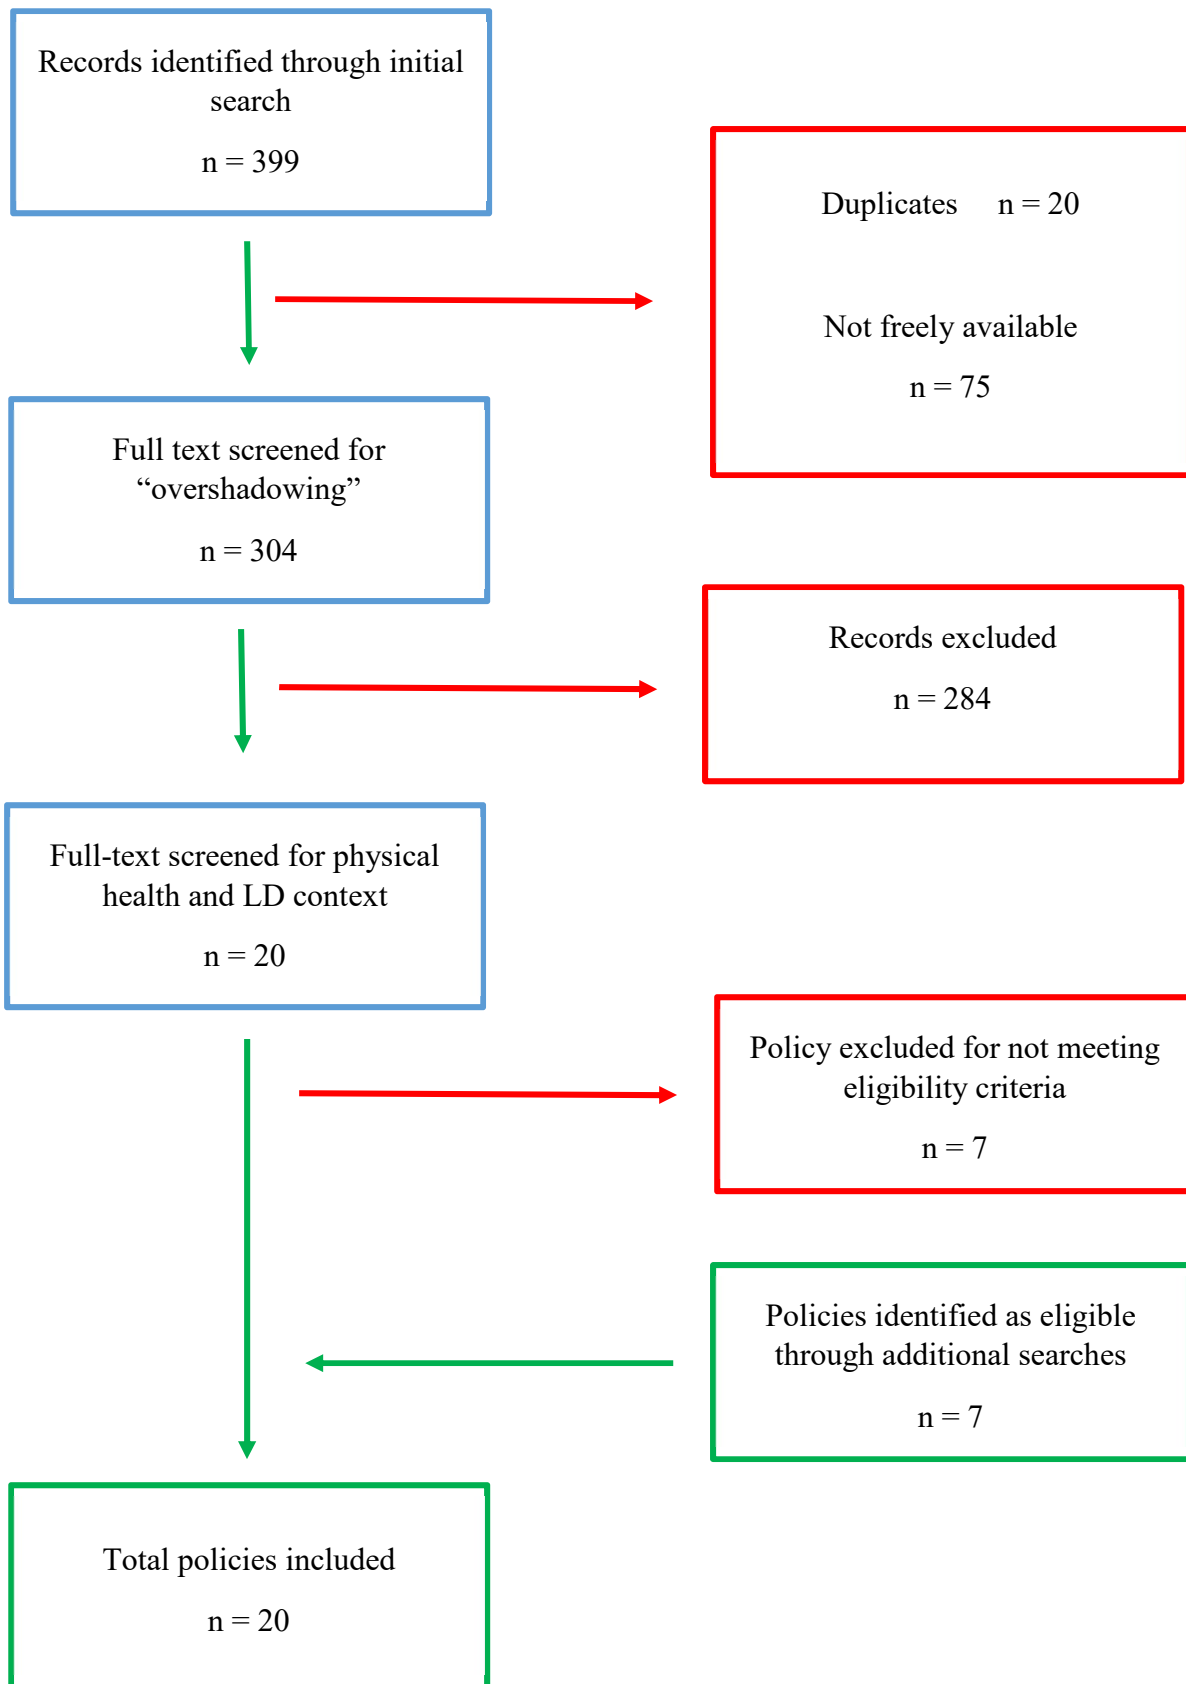 Records identified through initial
search
n = 399
Duplicates n = 20
Not freely available
n = 75
Full text screened for
“overshadowing”
n = 304
Records excluded
n = 284
Full-text screened for physical
health and LD context
n = 20
Policy excluded for not meeting
eligibility criteria
n = 7
Policies identified as eligible
through additional searches
n = 7
Total policies included
n = 20